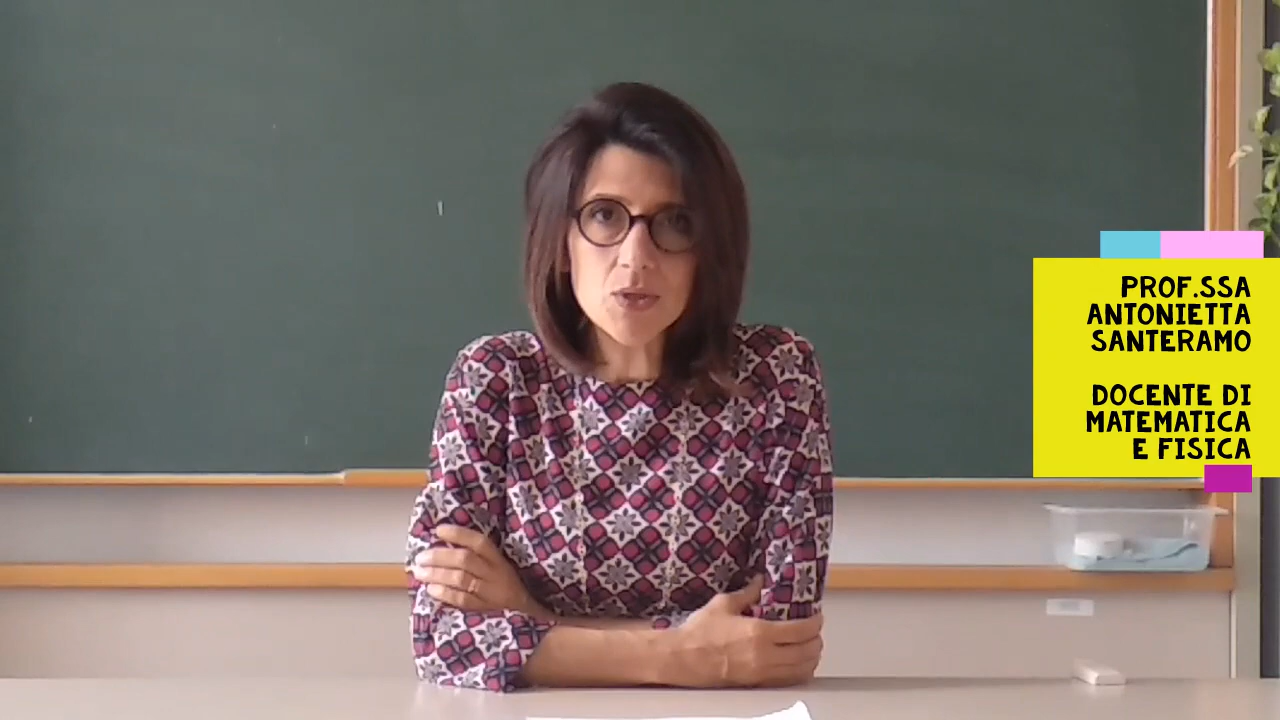 PROF.SSA
ANTONIETTA
SANTERAMO
DOCENTE DI
MATEMATICA
E FISICA